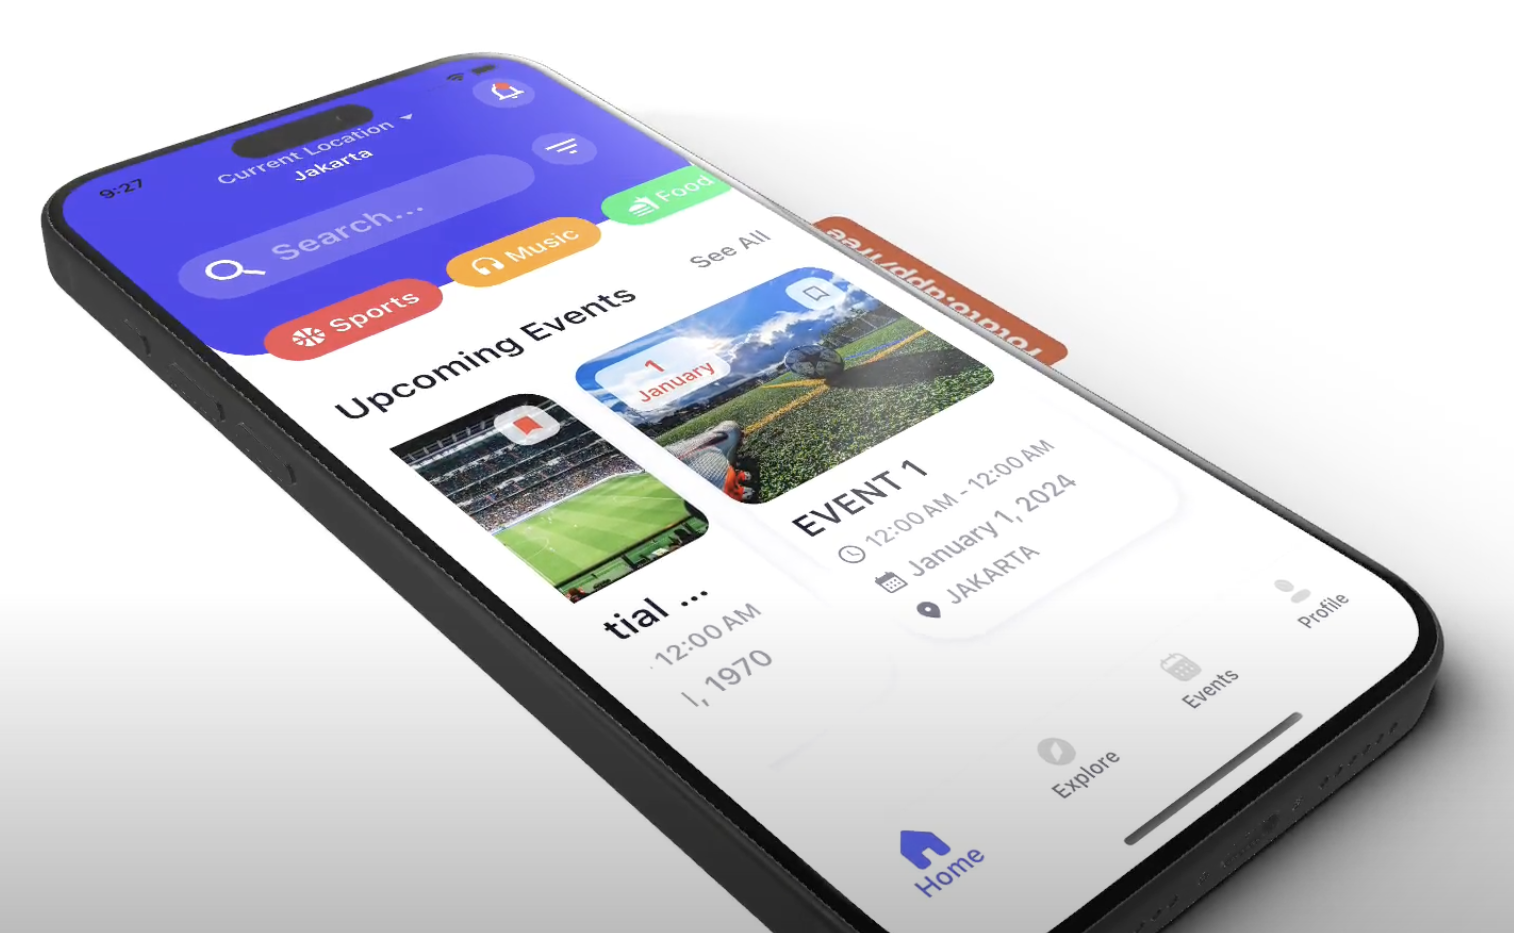 9:27
Current Location
Jakarta
Search...
Sports
Music
Food
Upcoming Events
See All
1
January
EVENT 1
12:00 AM - 12:00 AM
January 1, 2024
JAKARTA
tial ...
12:00 AM
, 1970
Home
Explore
Events
Profile
rotato.app/free